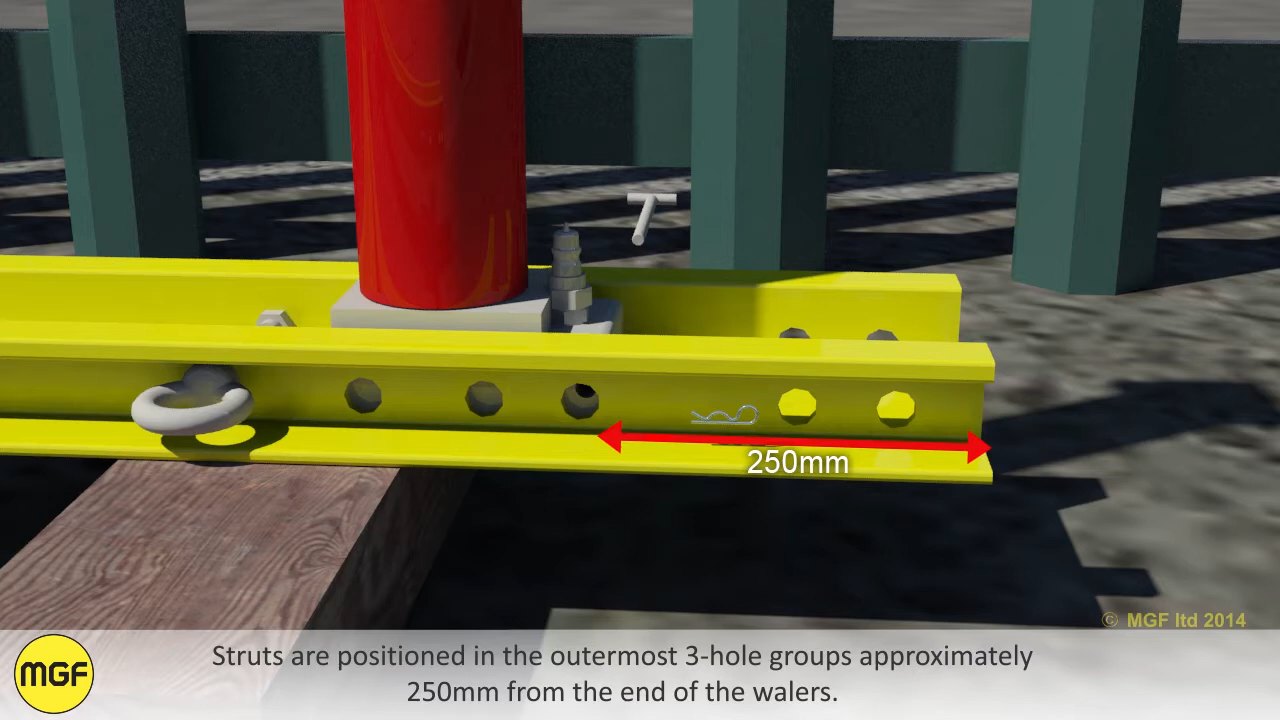 250mm
© MGF ltd 2014
MGF
Struts are positioned in the outermost 3-hole groups approximately
250mm from the end of the walers.